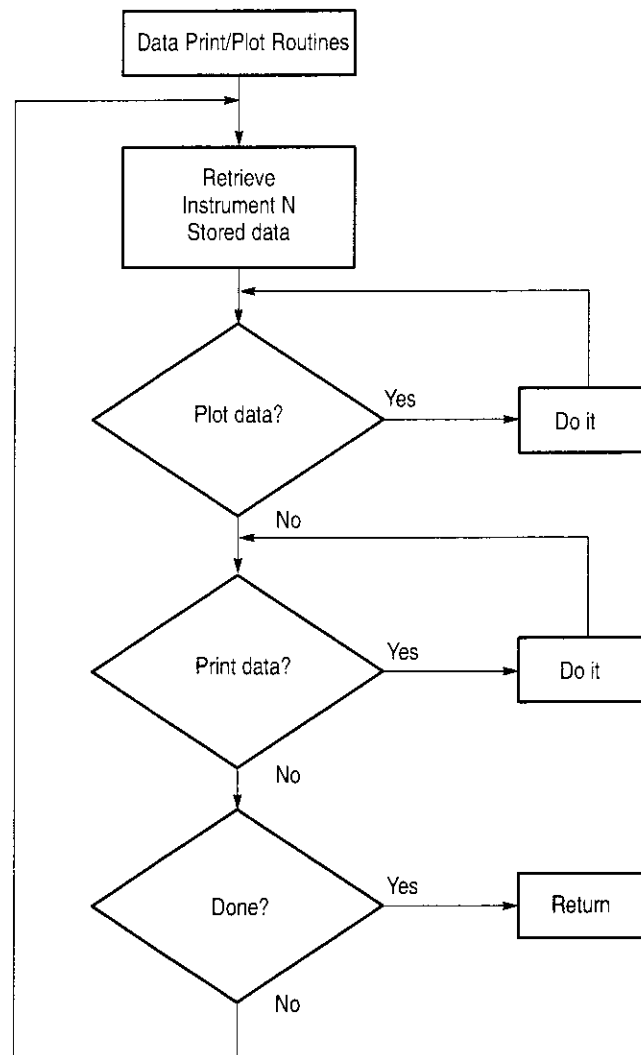 Data Print/Plot Routines
Retrieve
Instrument N
Stored data
Plot data?
Yes
Do it
No
Print data?
Yes
Do it
No
Done?
Yes
Return
No